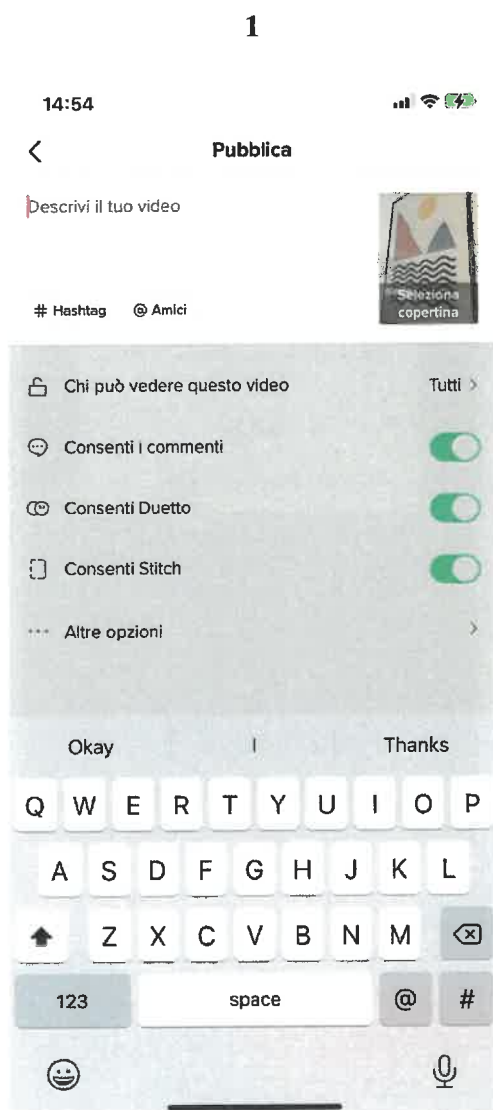 1
14:54
Pubblica
Descrivi il tuo video
# Hashtag @ Amici
Seleziona
copertina
Chi può vedere questo video Tutti >
Consenti i commenti
Consenti Duetto
Consenti Stitch
Altre opzioni >
Okay I Thanks
Q W E R T Y U I O P
A S D F G H J K L
Z X C V B N M
123 space @ #